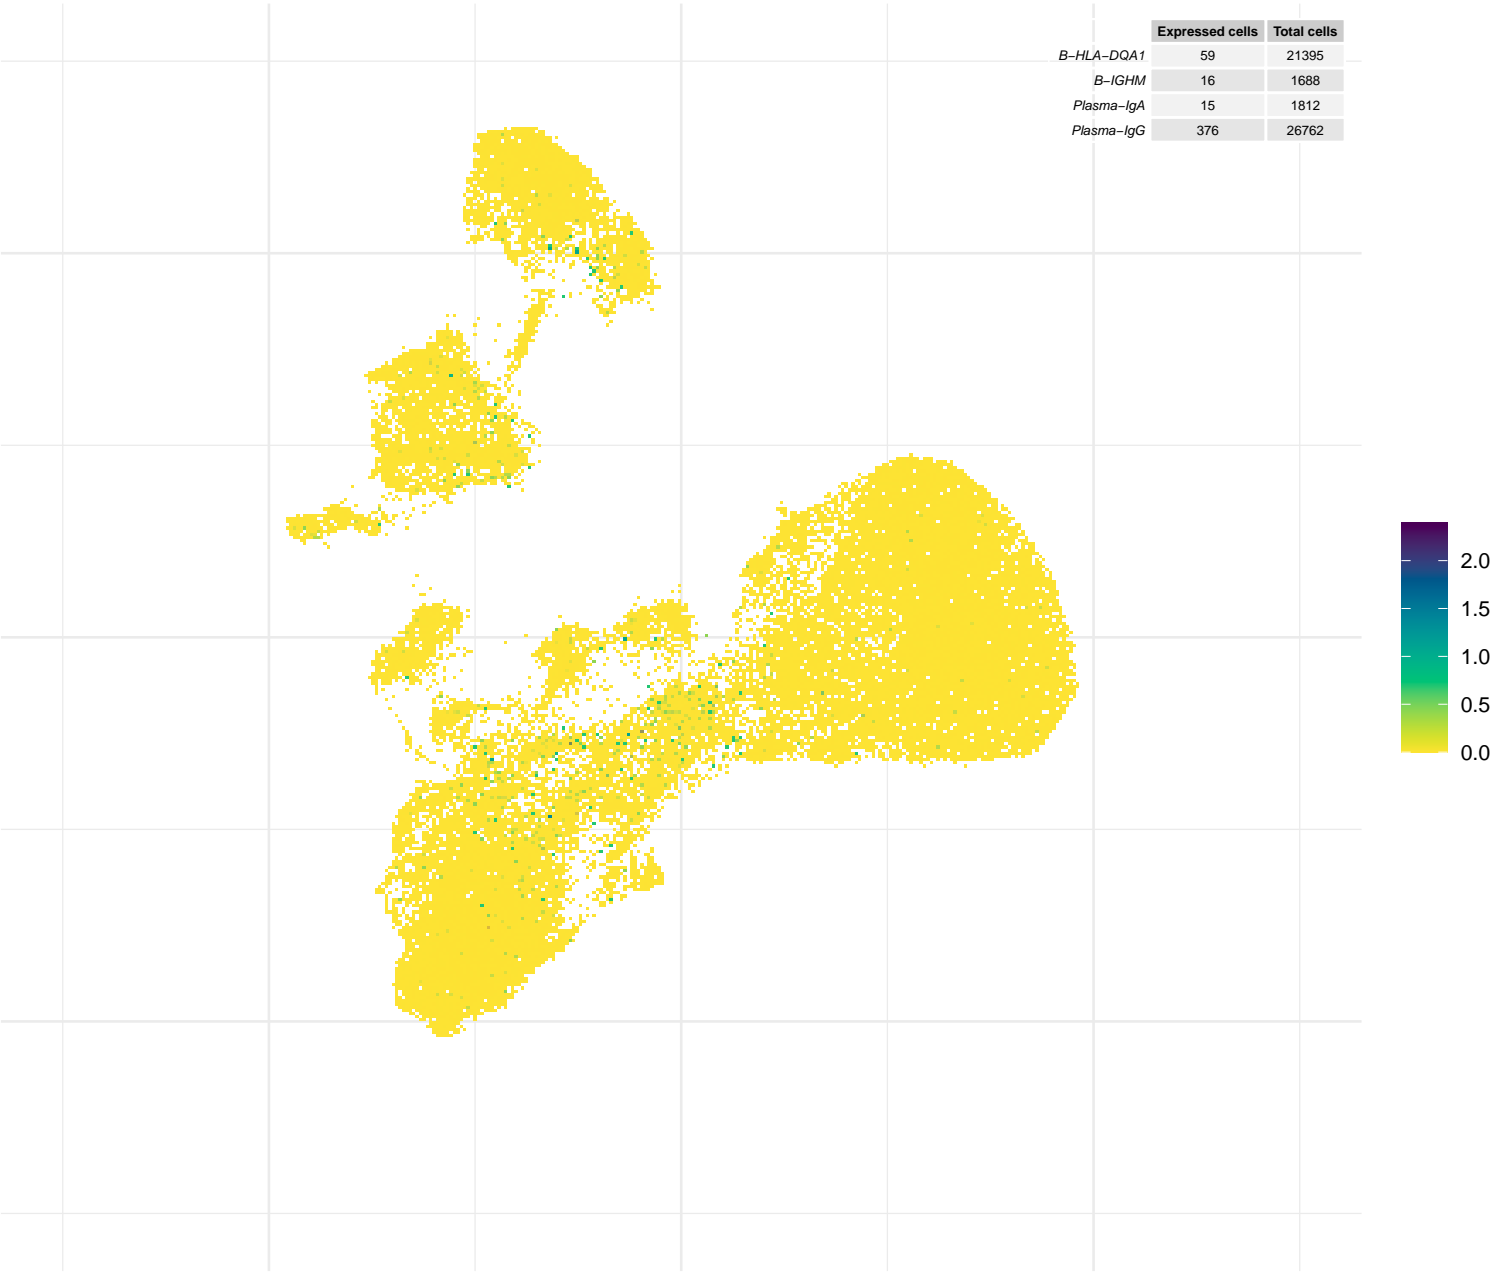 Expressed cells Total cells
B−HLA−DQA1 59 21395
B−IGHM 16 1688
Plasma−IgA 15 1812
Plasma−IgG 376 26762
2.0
1.5
1.0
0.5
0.0